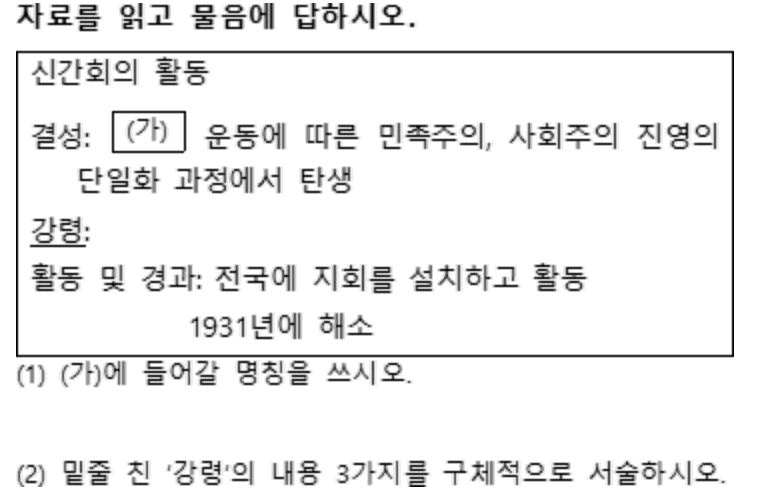 자료를 읽고 물음에 답하시오.
신간회의 활동
결성: (가) 운동에 따른 민족주의, 사회주의 진영의
단일화 과정에서 탄생
강령:
활동 및 경과: 전국에 지회를 설치하고 활동
1931년에 해소
(1) (가)에 들어갈 명칭을 쓰시오.
(2) 밑줄 친 '강령'의 내용 3가지를 구체적으로 서술하시오.